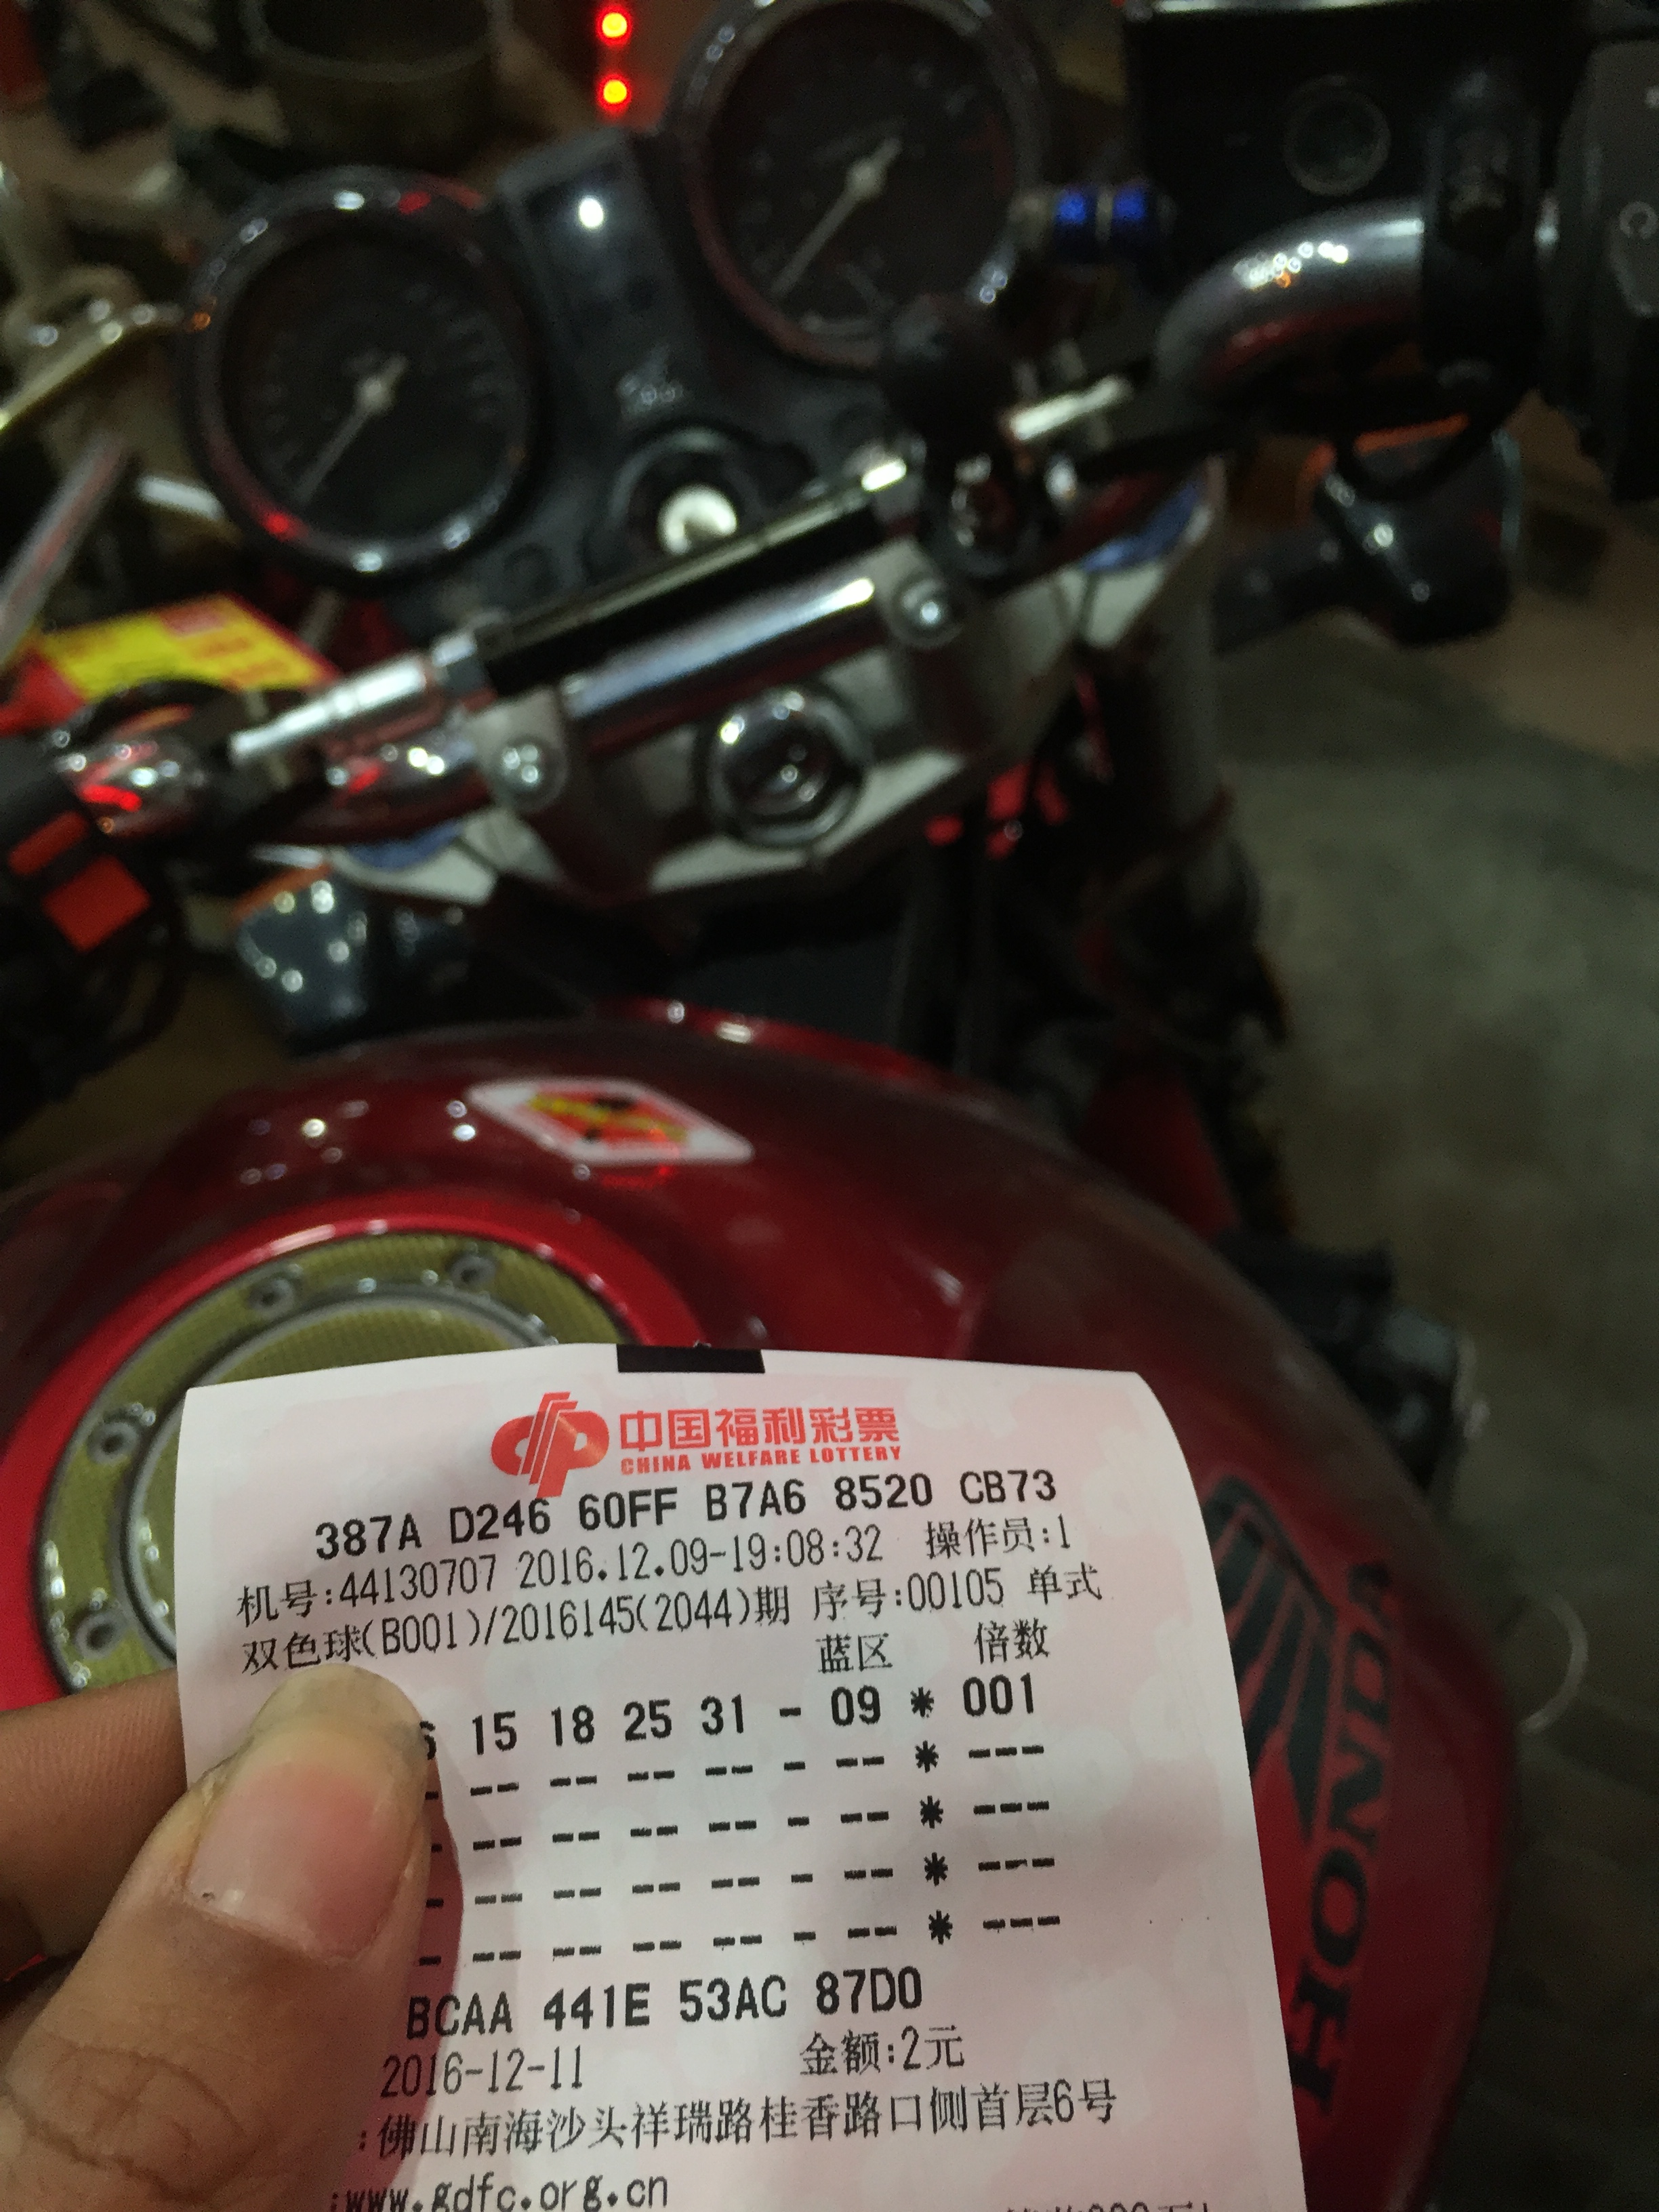 中国福利彩票
CHINA WELFARE LOTTERY
387A D246 60FF B7A6 8520 CB73
机号:44130707 2016.12.09-19:08:32 操作员:1
双色球(B001)/2016145(2044)期 序号:00105 单式
蓝区 倍数
15 18 25 31 - 09 * 001
- -- -- -- -- - -- * ---
- -- -- -- -- - -- * ---
- -- -- -- -- - -- * ---
- -- -- -- -- - -- * ---
BCAA 441E 53AC 87D0
2016-12-11 金额:2元
:佛山南海沙头祥瑞路桂香路口侧首层6号
:www.gdfc.org.cn
HONDA